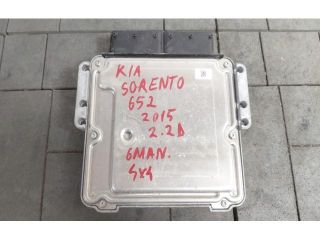 KIA
SORENTO
652
2015
2.2D
6MAN.
4x4